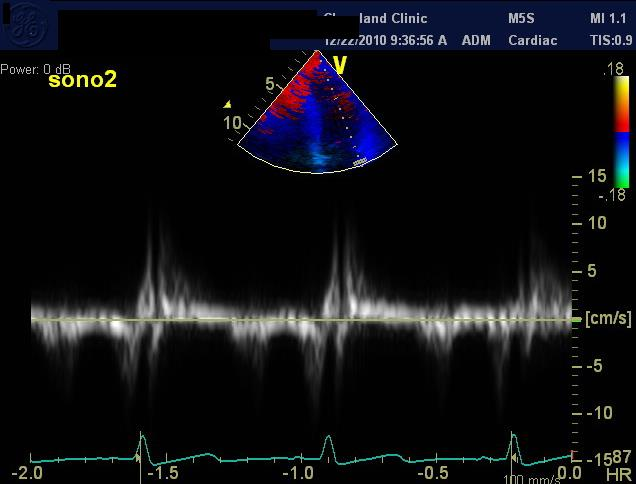 Cleveland Clinic M5S MI 1.1
12/22/2010 9:36:56 A ADM Cardiac TIS:0.9
Power: 0 dB
sono2
V
5
10
.18
-.18
15
10
5
[cm/s]
-5
-10
-15
87
HR
-2.0 -1.5 -1.0 -0.5 0.0
100 mm/s